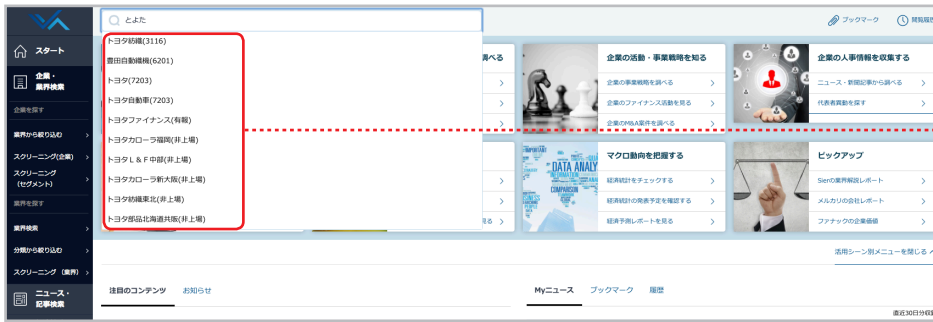 とよた
ブックマーク
閲覧履歴
スタート
企業・
業界検索
企業を探す
業界から絞り込む
スクリーニング(企業)
スクリーニング
(セグメント)
業界を探す
業界検索
分類から絞り込む
スクリーニング (業界)
ニュース・
記事検索
トヨタ紡織(3116)
豊田自動織機(6201)
トヨタ(7203)
トヨタ自動車(7203)
トヨタファイナンス(有報)
トヨタカローラ福岡(非上場)
トヨタL&F中部(非上場)
トヨタカローラ新大阪(非上場)
トヨタ紡織東北(非上場)
トヨタ部品北海道共販(非上場)
調べる
企業の活動・事業戦略を知る
企業の事業戦略を調べる
企業のファイナンス活動を見る
企業のM&A案件を調べる
企業の人事情報を収集する
ニュース・新聞記事から調べる
代表者異動を探す
見る
IMPORTANT
DATA ANALY
INFORMATION
COMPARISON
マクロ動向を把握する
経済統計をチェックする
経済統計の発表予定を確認する
経済予測レポートを見る
ピックアップ
SIerの業界解説レポート
メルカリの会社レポート
ファナックの企業価値
活用シーン別メニューを閉じる
注目のコンテンツ
お知らせ
Myニュース
ブックマーク
履歴
直近30日分収録